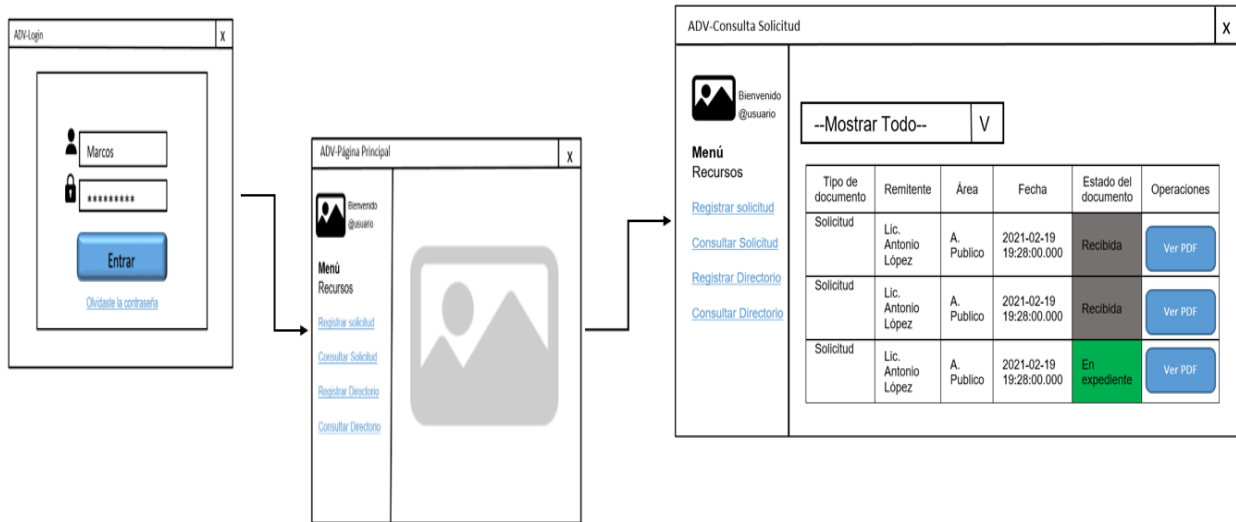 ADV-Login
X
Marcos
*********
Entrar
Olvidaste la contraseña
ADV-Página Principal
X
Bienvenido
@usuario
Menú
Recursos
Registrar solicitud
Consultar Solicitud
Registrar Directorio
Consultar Directorio
ADV-Consulta Solicitud
X
Bienvenido
@usuario
Menú
Recursos
Registrar solicitud
Consultar Solicitud
Registrar Directorio
Consultar Directorio
--Mostrar Todo--
V
Tipo de
documento
Remitente
Área
Fecha
Estado del
documento
Operaciones
Solicitud
Lic.
Antonio
López
A.
Publico
2021-02-19
19:28:00.000
Recibida
Ver PDF
Solicitud
Lic.
Antonio
López
A.
Publico
2021-02-19
19:28:00.000
Recibida
Ver PDF
Solicitud
Lic.
Antonio
López
A.
Publico
2021-02-19
19:28:00.000
En
expediente
Ver PDF